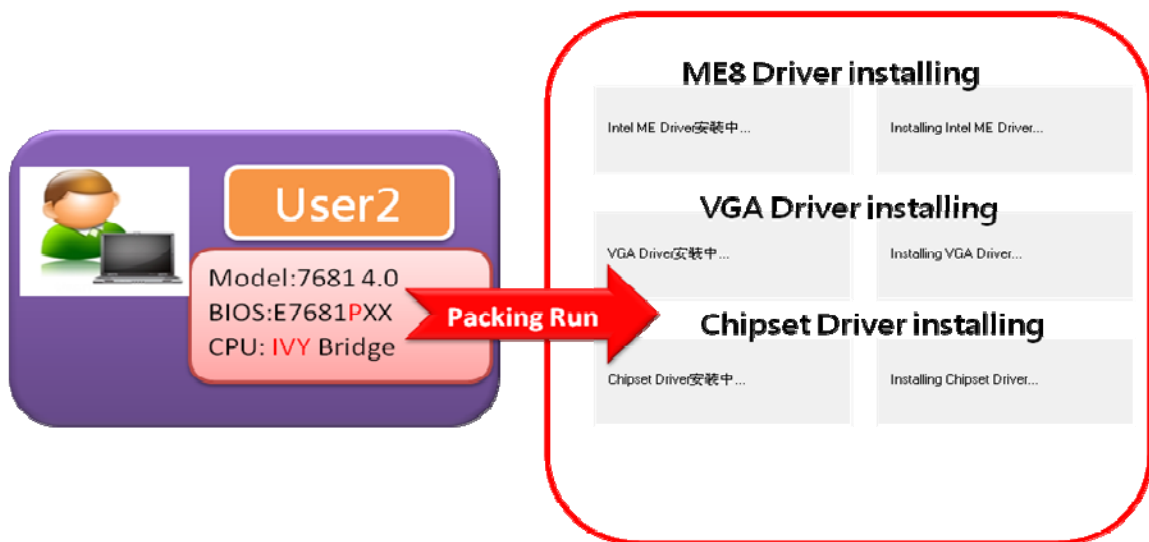 User2
Model:7681 4.0
BIOS:E7681PXX
CPU: IVY Bridge
Packing Run
ME8 Driver installing
Intel ME Driver安裝中...
Installing Intel ME Driver...
VGA Driver installing
VGA Driver安裝中...
Installing VGA Driver...
Chipset Driver installing
Chipset Driver安裝中...
Installing Chipset Driver...